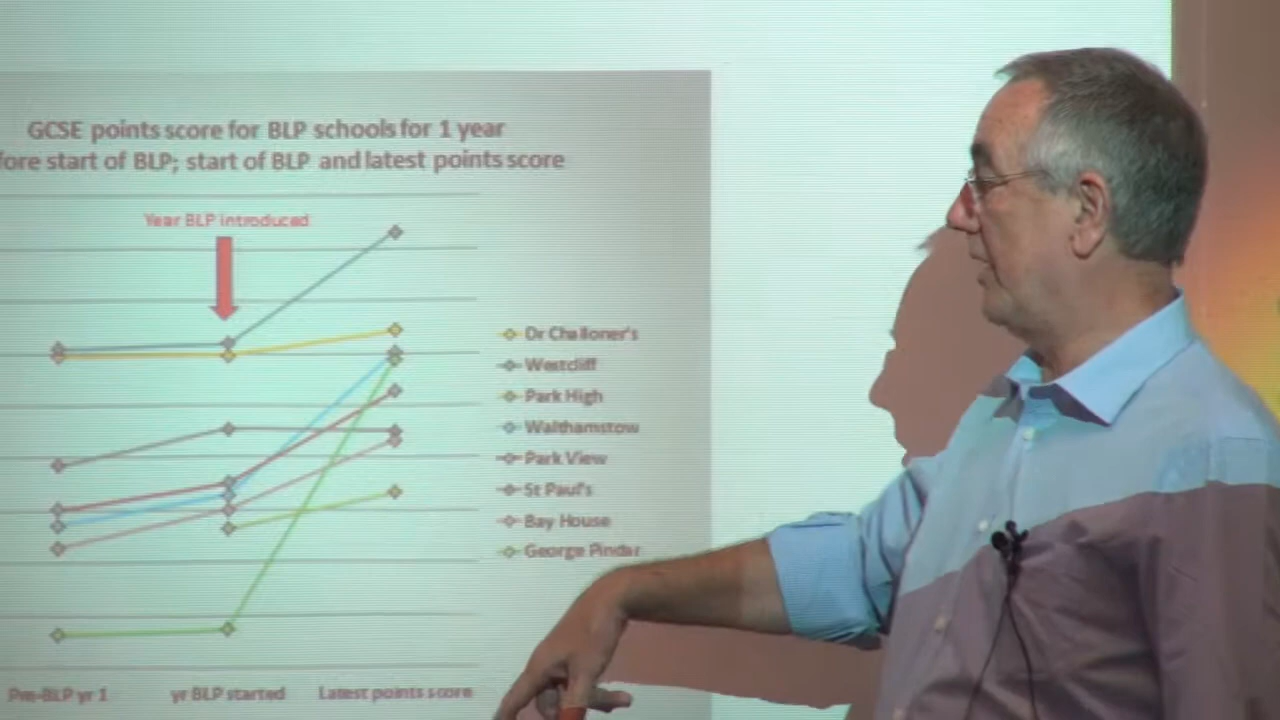 GCSE points score for BLP schools for 1 year
fore start of BLP; start of BLP and latest points score
Year BLP introduced
Dr Challoner's
Westcliff
Park High
Walthamstow
Park View
St Paul's
Bay House
George Pindar
Pre-BLP yr 1
yr BLP started
Latest points score